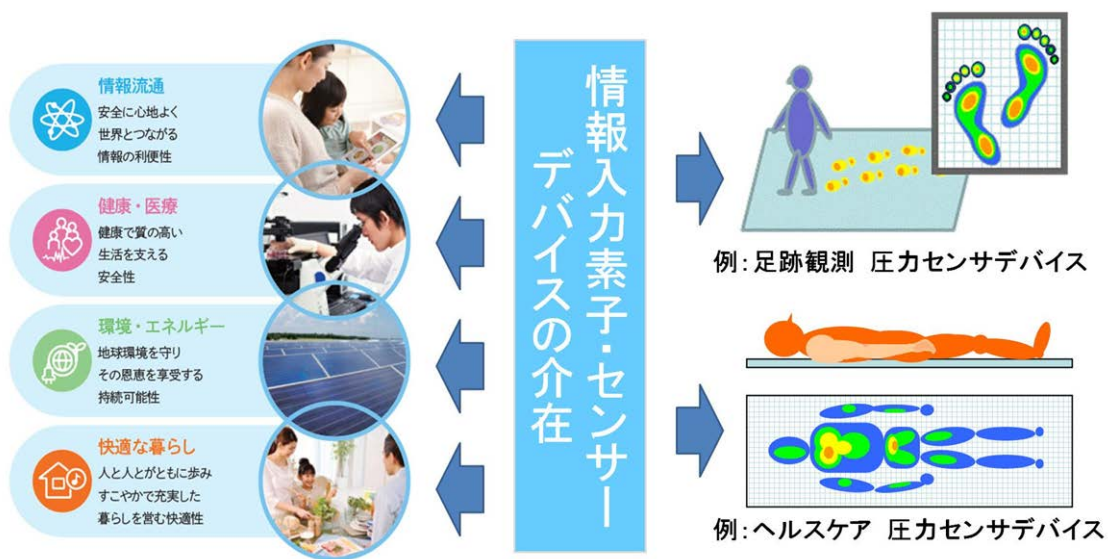 情報流通
安全に心地よく
世界とつながる
情報の利便性
健康・医療
健康で質の高い
生活を支える
安全性
環境・エネルギー
地球環境を守り
その恩恵を享受する
持続可能性
快適な暮らし
人と人とがともに歩み
すこやかで充実した
暮らしを営む快適性
情報入力素子・センサー
デバイスの介在
例：足跡観測 圧力センサデバイス
例：ヘルスケア 圧力センサデバイス